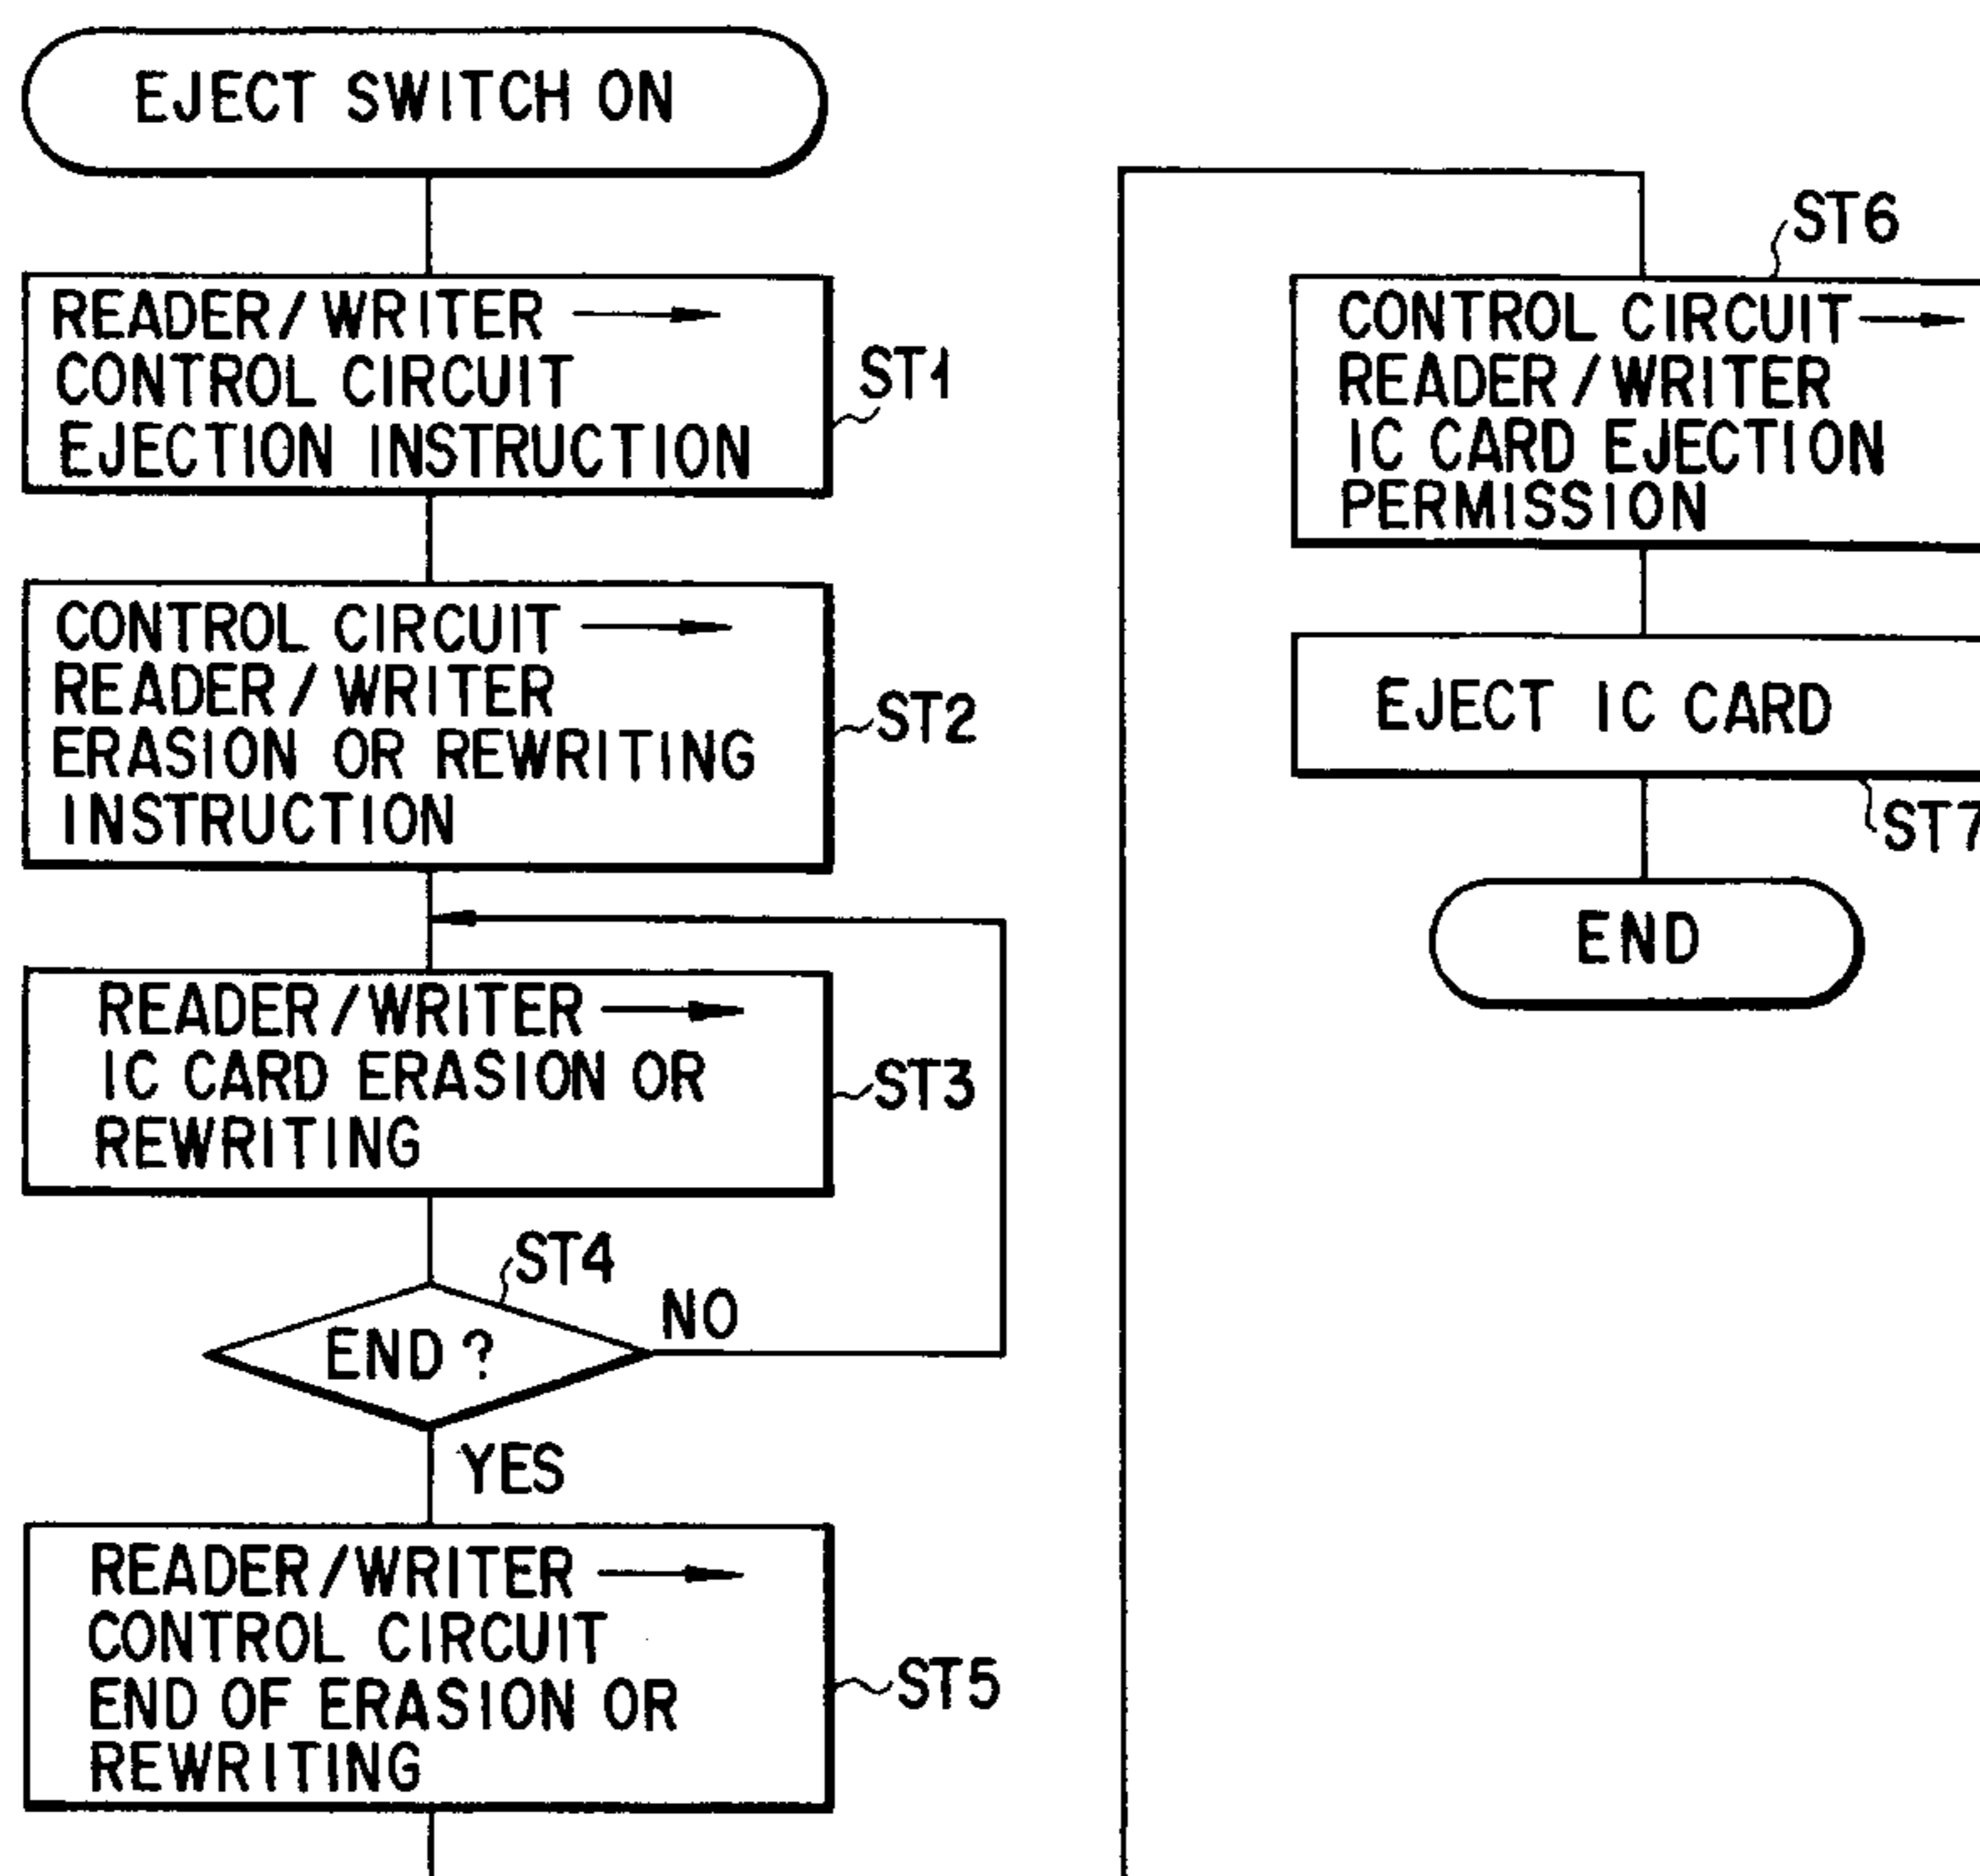 EJECT SWITCH ON
READER/WRITER →
CONTROL CIRCUIT
EJECTION INSTRUCTION
ST1
CONTROL CIRCUIT →
READER/WRITER
ERASION OR REWRITING
INSTRUCTION
ST2
READER/WRITER →
IC CARD ERASION OR
REWRITING
ST3
ST4
END?
NO
YES
READER/WRITER →
CONTROL CIRCUIT
END OF ERASION OR
REWRITING
ST5
ST6
CONTROL CIRCUIT →
READER/WRITER
IC CARD EJECTION
PERMISSION
EJECT IC CARD
ST7
END